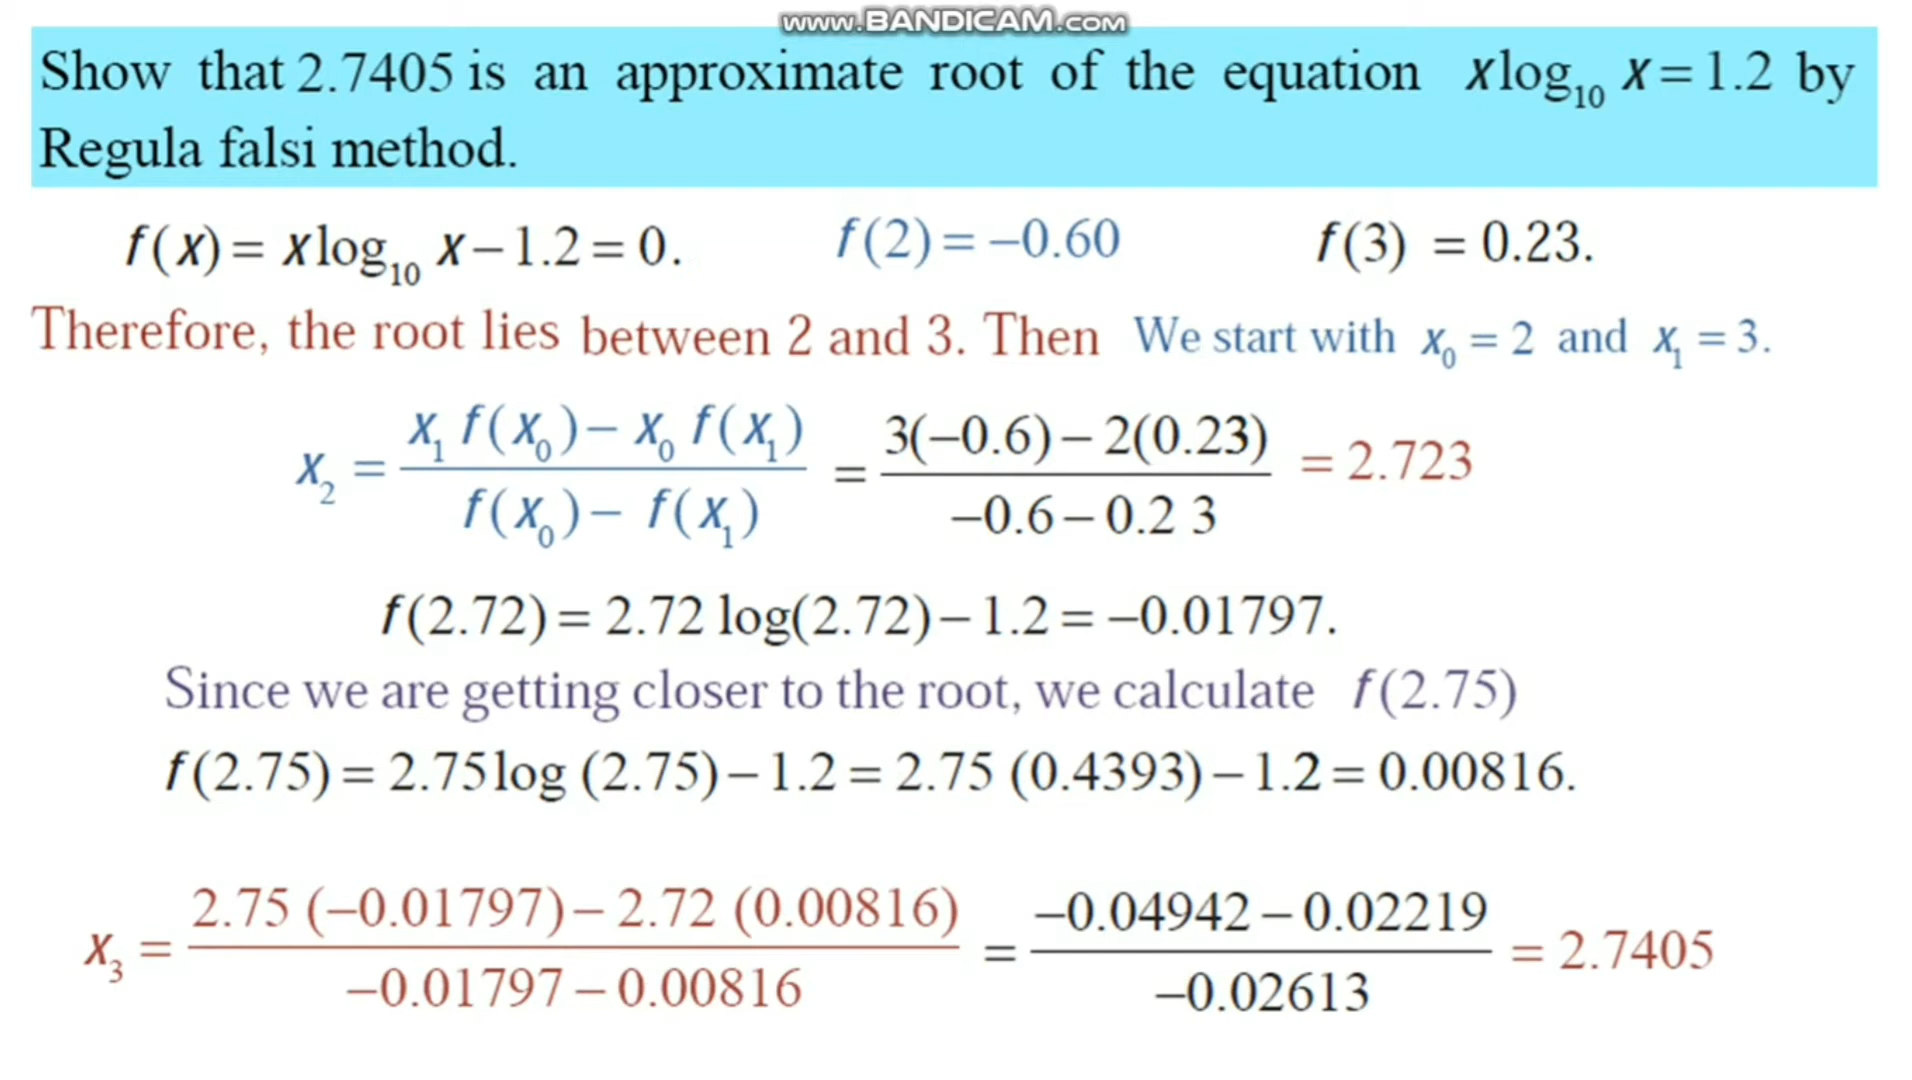 www.BANDICAM.com
Show that 2.7405 is an approximate root of the equation x log₁₀ x = 1.2 by
Regula falsi method.
f(x) = x log₁₀ x − 1.2 = 0. f(2) = −0.60 f(3) = 0.23.
Therefore, the root lies between 2 and 3. Then We start with x₀ = 2 and x₁ = 3.
x₂ = (x₁ f(x₀) − x₀ f(x₁)) / (f(x₀) − f(x₁)) = (3(−0.6) − 2(0.23)) / (−0.6 − 0.2 3) = 2.723
f(2.72) = 2.72 log(2.72) − 1.2 = −0.01797.
Since we are getting closer to the root, we calculate f(2.75)
f(2.75) = 2.75 log (2.75) − 1.2 = 2.75 (0.4393) − 1.2 = 0.00816.
x₃ = (2.75 (−0.01797) − 2.72 (0.00816)) / (−0.01797 − 0.00816) = (−0.04942 − 0.02219) / (−0.02613) = 2.7405